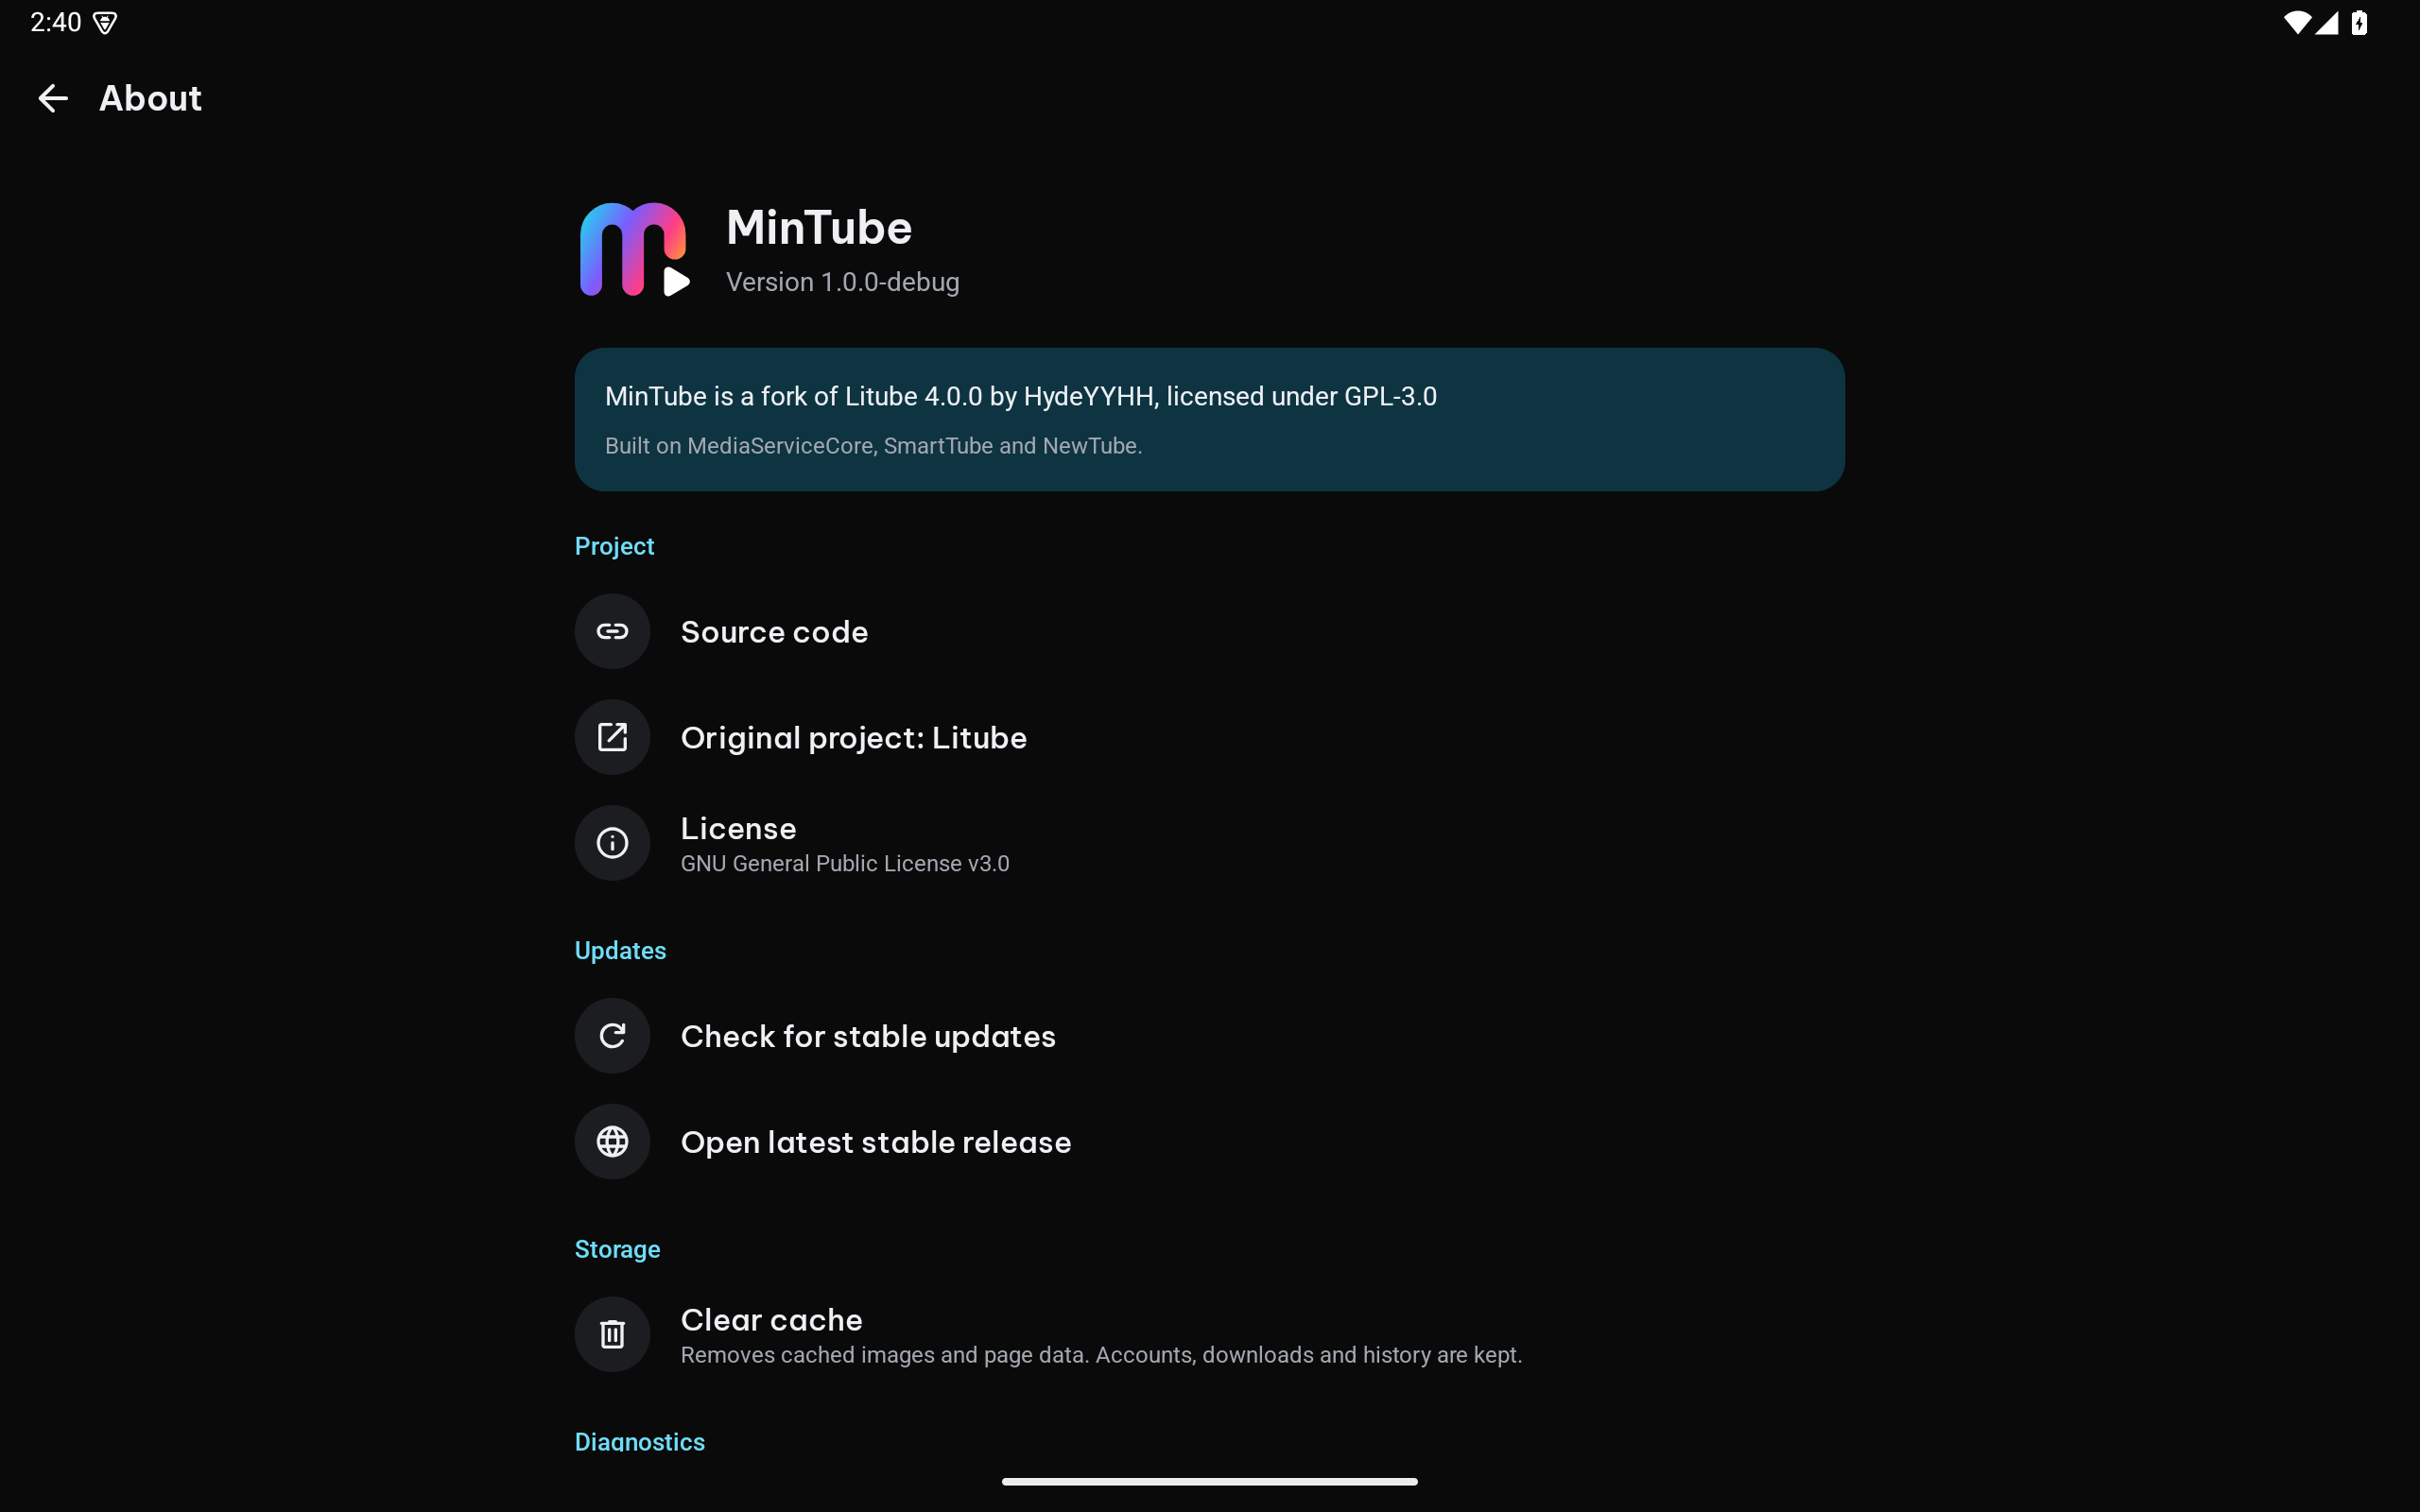 2:40
About
MinTube
Version 1.0.0-debug
MinTube is a fork of Litube 4.0.0 by HydeYYHH, licensed under GPL-3.0
Built on MediaServiceCore, SmartTube and NewTube.
Project
Source code
Original project: Litube
License
GNU General Public License v3.0
Updates
Check for stable updates
Open latest stable release
Storage
Clear cache
Removes cached images and page data. Accounts, downloads and history are kept.
Diagnostics